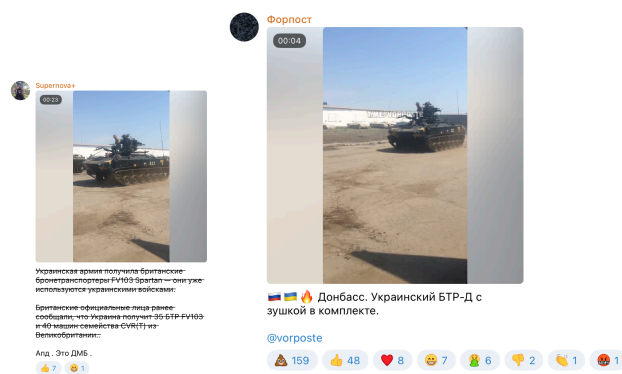 Форпост
00:04
Supernova+
00:23
Украинская армия получила британские
бронетранспортеры FV103 Spartan — они уже
используются украинскими войсками.
Британские официальные лица ранее
сообщали, что Украина получит 35 БТР FV103
и 40 машин семейства CVR(T) из
Великобритании..
Апд . Это ДМБ .
7 1
🇷🇺 🇺🇦 🔥 Донбасс. Украинский БТР-Д с
зушкой в комплекте.
@vorposte
💩 159 👍 48 ❤️ 8 😁 7 🤮 6 👎 2 👏 1 🤬 1